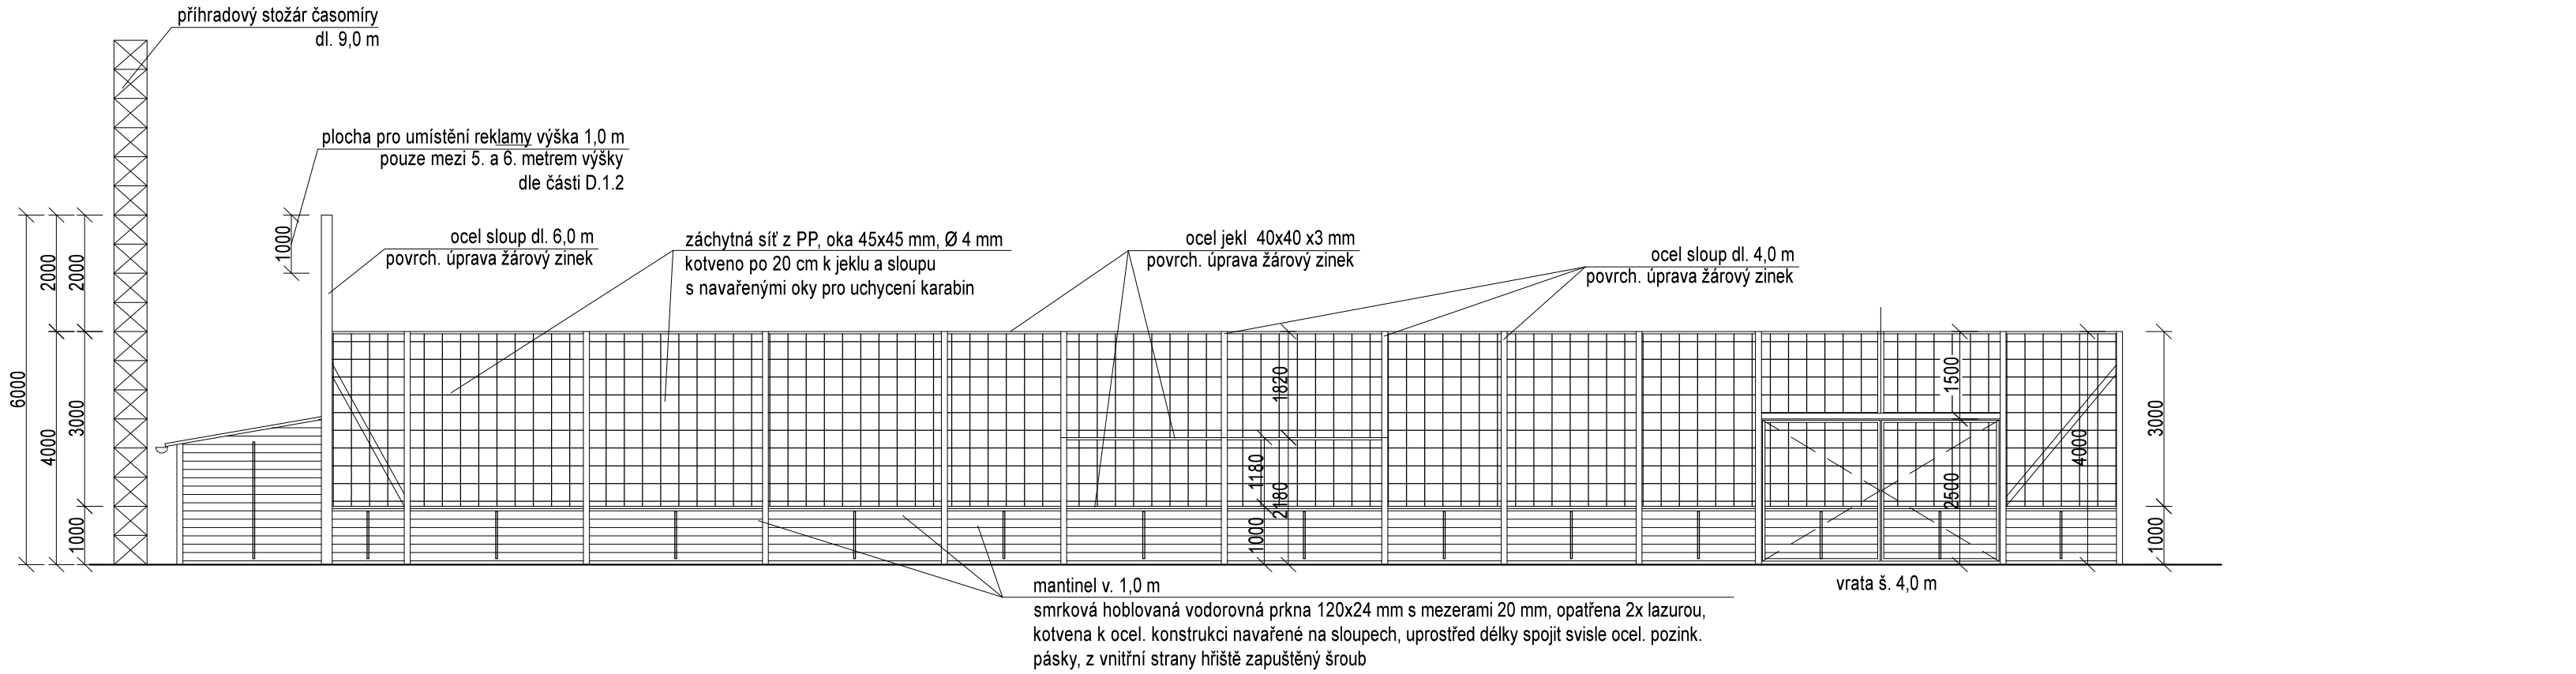 příhradový stožár časomíry
dl. 9,0 m
plocha pro umístění reklamy výška 1,0 m
pouze mezi 5. a 6. metrem výšky
dle části D.1.2
ocel sloup dl. 6,0 m
povrch. úprava žárový zinek
záchytná síť z PP, oka 45x45 mm, Ø 4 mm
kotveno po 20 cm k jeklu a sloupu
s navařenými oky pro uchycení karabin
ocel jekl 40x40 x3 mm
povrch. úprava žárový zinek
ocel sloup dl. 4,0 m
povrch. úprava žárový zinek
6000
2000
4000
2000
3000
1000
1000
1820
1180
2180
1000
1500
2500
4000
3000
1000
vrata š. 4,0 m
mantinel v. 1,0 m
smrková hoblovaná vodorovná prkna 120x24 mm s mezerami 20 mm, opatřena 2x lazurou,
kotvena k ocel. konstrukci navařené na sloupech, uprostřed délky spojit svisle ocel. pozink.
pásky, z vnitřní strany hřiště zapuštěný šroub